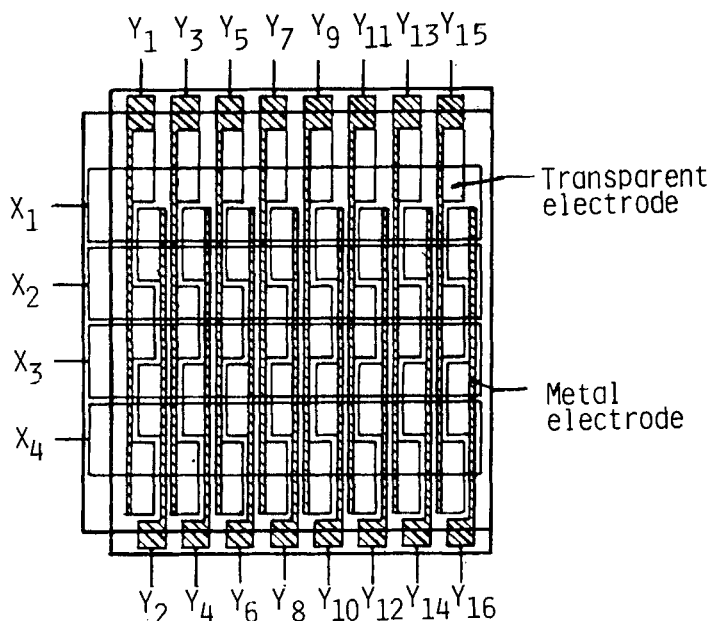 Y1 Y3 Y5 Y7 Y9 Y11 Y13 Y15
Transparent
electrode
X1
X2
X3
Metal
electrode
X4
Y2 Y4 Y6 Y8 Y10 Y12 Y14 Y16